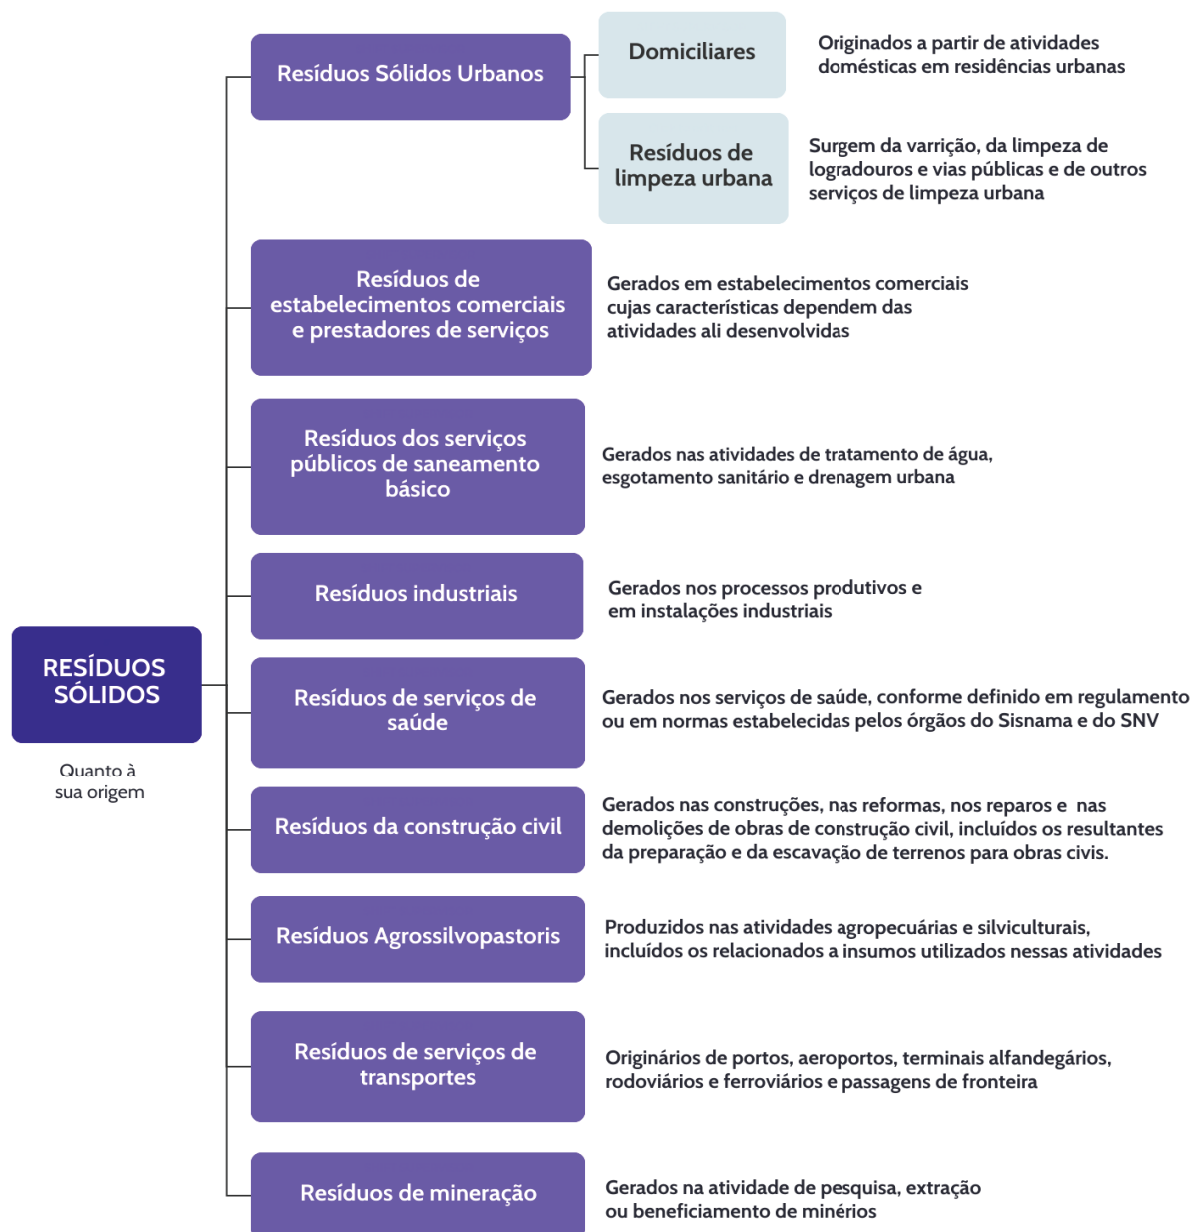 Resíduos Sólidos Urbanos
Domiciliares
Originados a partir de atividades
domésticas em residências urbanas
Resíduos de
limpeza urbana
Surgem da varrição, da limpeza de
logradouros e vias públicas e de outros
serviços de limpeza urbana
Resíduos de
estabelecimentos comerciais
e prestadores de serviços
Gerados em estabelecimentos comerciais
cujas características dependem das
atividades ali desenvolvidas
Resíduos dos serviços
públicos de saneamento
básico
Gerados nas atividades de tratamento de água,
esgotamento sanitário e drenagem urbana
Resíduos industriais
Gerados nos processos produtivos e
em instalações industriais
RESÍDUOS
SÓLIDOS
Quanto à
sua origem
Resíduos de serviços de
saúde
Gerados nos serviços de saúde, conforme definido em regulamento
ou em normas estabelecidas pelos órgãos do Sisnama e do SNV
Resíduos da construção civil
Gerados nas construções, nas reformas, nos reparos e nas
demolições de obras de construção civil, incluídos os resultantes
da preparação e da escavação de terrenos para obras civis.
Resíduos Agrossilvopastoris
Produzidos nas atividades agropecuárias e silviculturais,
incluídos os relacionados a insumos utilizados nessas atividades
Resíduos de serviços de
transportes
Originários de portos, aeroportos, terminais alfandegários,
rodoviários e ferroviários e passagens de fronteira
Resíduos de mineração
Gerados na atividade de pesquisa, extração
ou beneficiamento de minérios